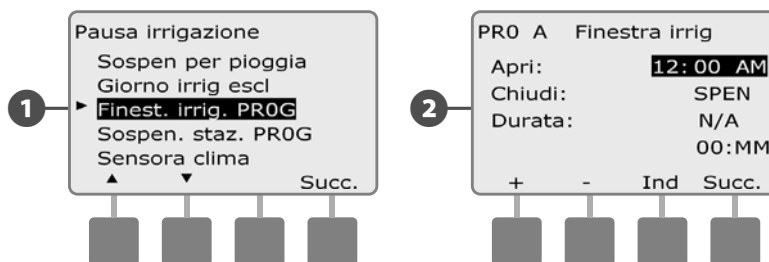 Pausa irrigazione
Sospen per pioggia
Giorno irrig escl
Finest. irrig. PR0G
Sospen. staz. PR0G
Sensora clima
Succ.
1
PR0 A Finestra irrig
Apri: 12:00 AM
Chiudi: SPEN
Durata: N/A
00:MM
+ - Ind Succ.
2